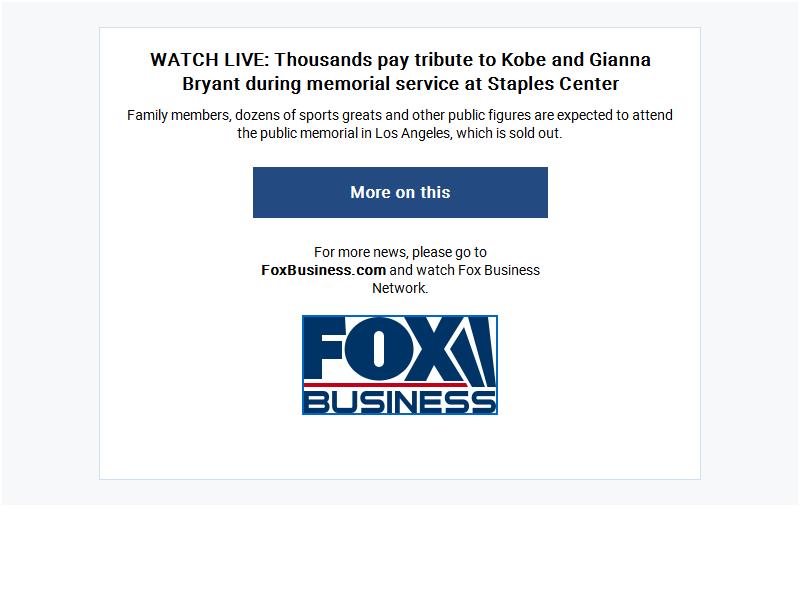 WATCH LIVE: Thousands pay tribute to Kobe and Gianna
Bryant during memorial service at Staples Center
Family members, dozens of sports greats and other public figures are expected to attend
the public memorial in Los Angeles, which is sold out.
More on this
For more news, please go to
FoxBusiness.com and watch Fox Business
Network.
FOX
BUSINESS